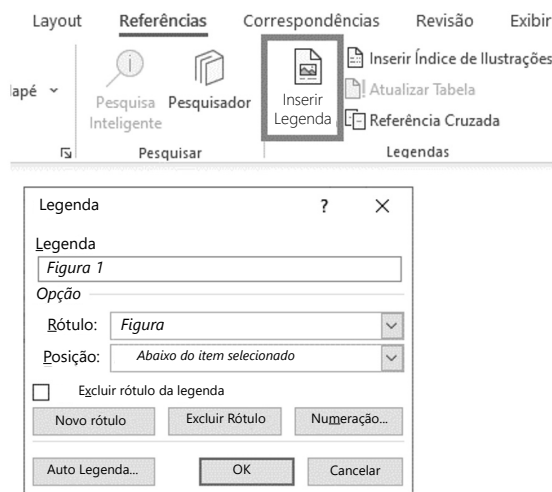 Layout Referências Correspondências Revisão Exibir
Inserir Índice de Ilustrações
Atualizar Tabela
Referência Cruzada
dapé
Pesquisa Inteligente
Pesquisador
Inserir Legenda
Pesquisar Legendas
Legenda ?
Legenda
Figura 1
Opção
Rótulo: Figura
Posição: Abaixo do item selecionado
Excluir rótulo da legenda
Novo rótulo Excluir Rótulo Numeração...
Auto Legenda... OK Cancelar